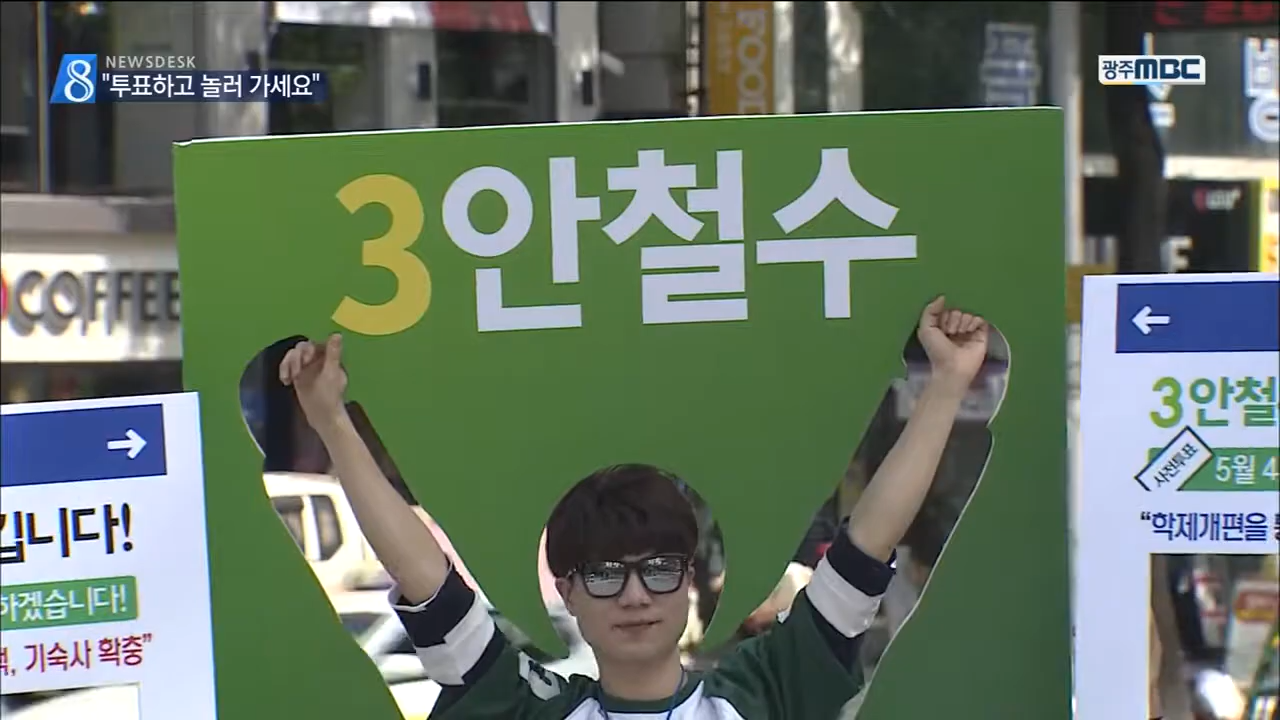 8 NEWSDESK
"투표하고 놀러 가세요"
광주MBC
FOOD
3안철수
COFFEE
←
3안철
사전투표
5월 4
"학제개편을
→
깁니다!
하겠습니다!
, 기숙사 확충"